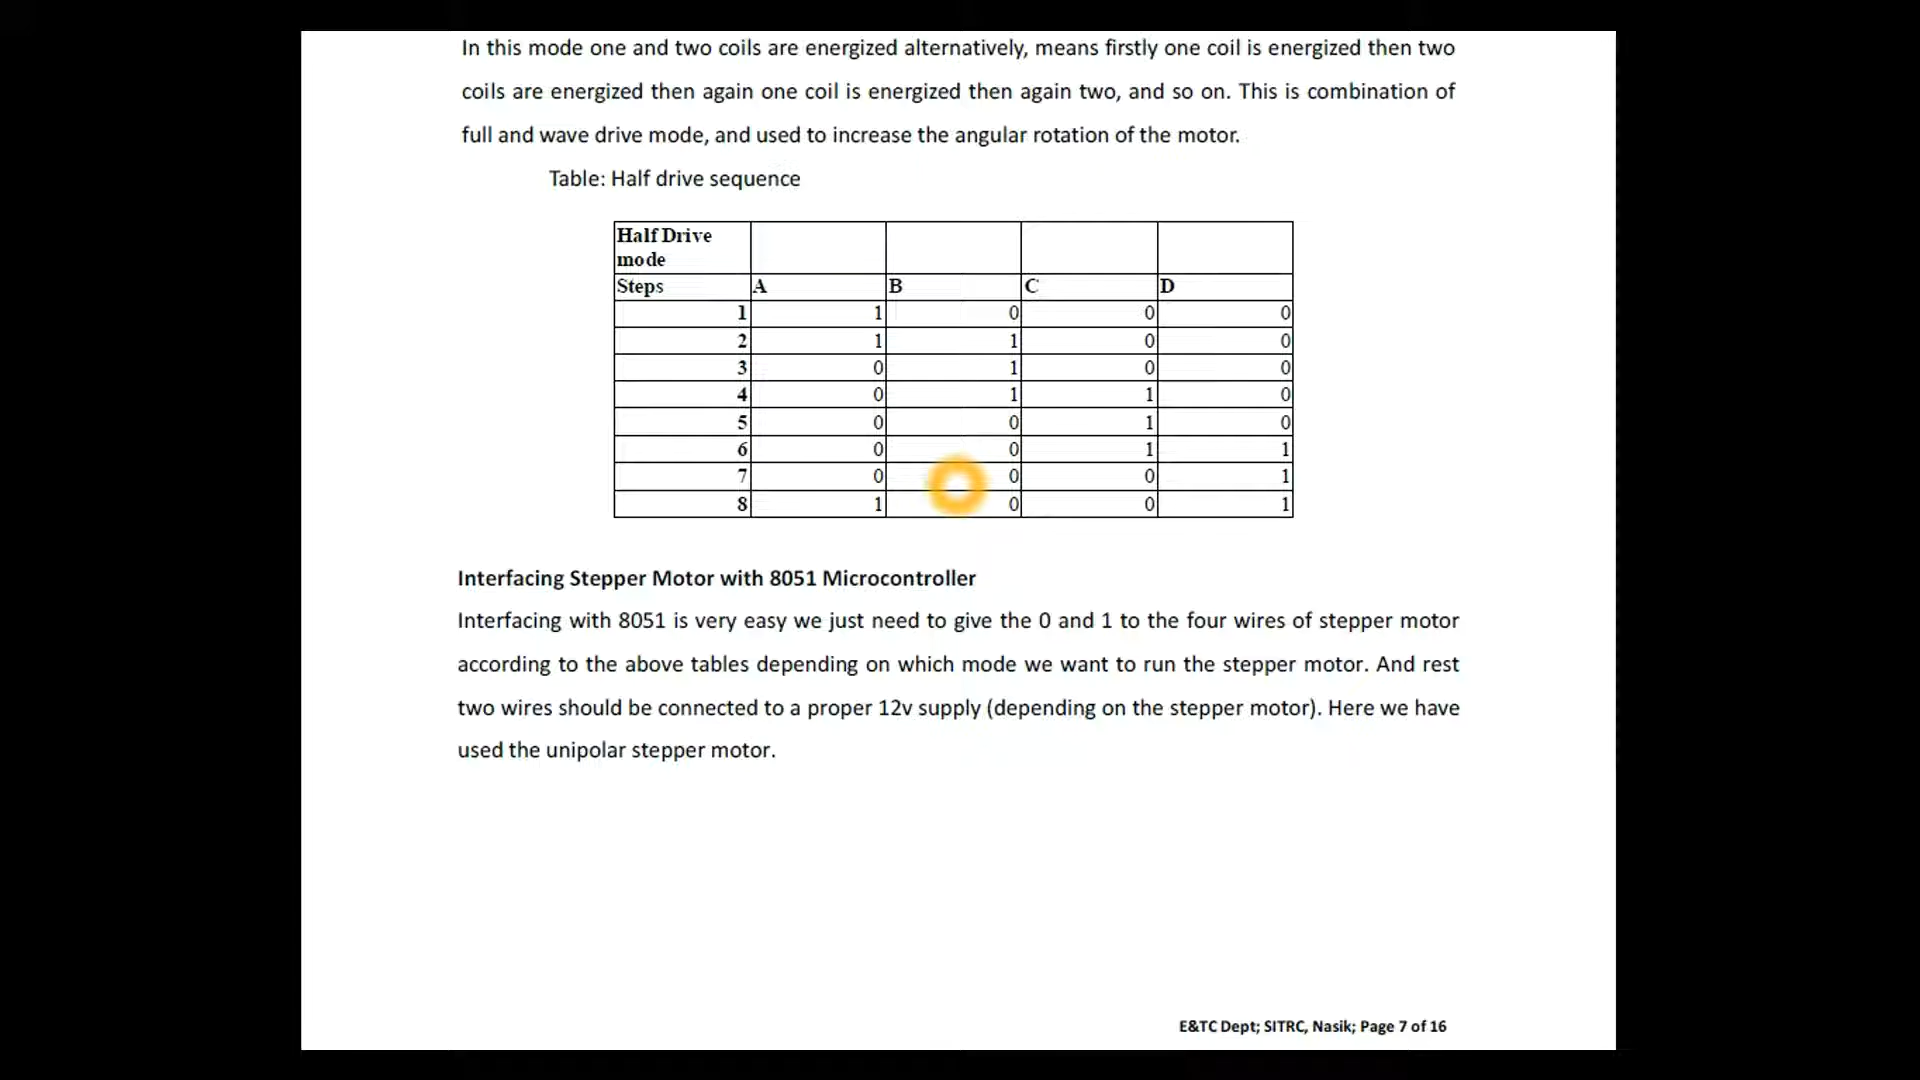 In this mode one and two coils are energized alternatively, means firstly one coil is energized then two
coils are energized then again one coil is energized then again two, and so on. This is combination of
full and wave drive mode, and used to increase the angular rotation of the motor.
Table: Half drive sequence
Half Drive
mode
Steps A B C D
1 1 0 0 0
2 1 1 0 0
3 0 1 0 0
4 0 1 1 0
5 0 0 1 0
6 0 0 1 1
7 0 0 0 1
8 1 0 0 1
Interfacing Stepper Motor with 8051 Microcontroller
Interfacing with 8051 is very easy we just need to give the 0 and 1 to the four wires of stepper motor
according to the above tables depending on which mode we want to run the stepper motor. And rest
two wires should be connected to a proper 12v supply (depending on the stepper motor). Here we have
used the unipolar stepper motor.
E&TC Dept; SITRC, Nasik; Page 7 of 16